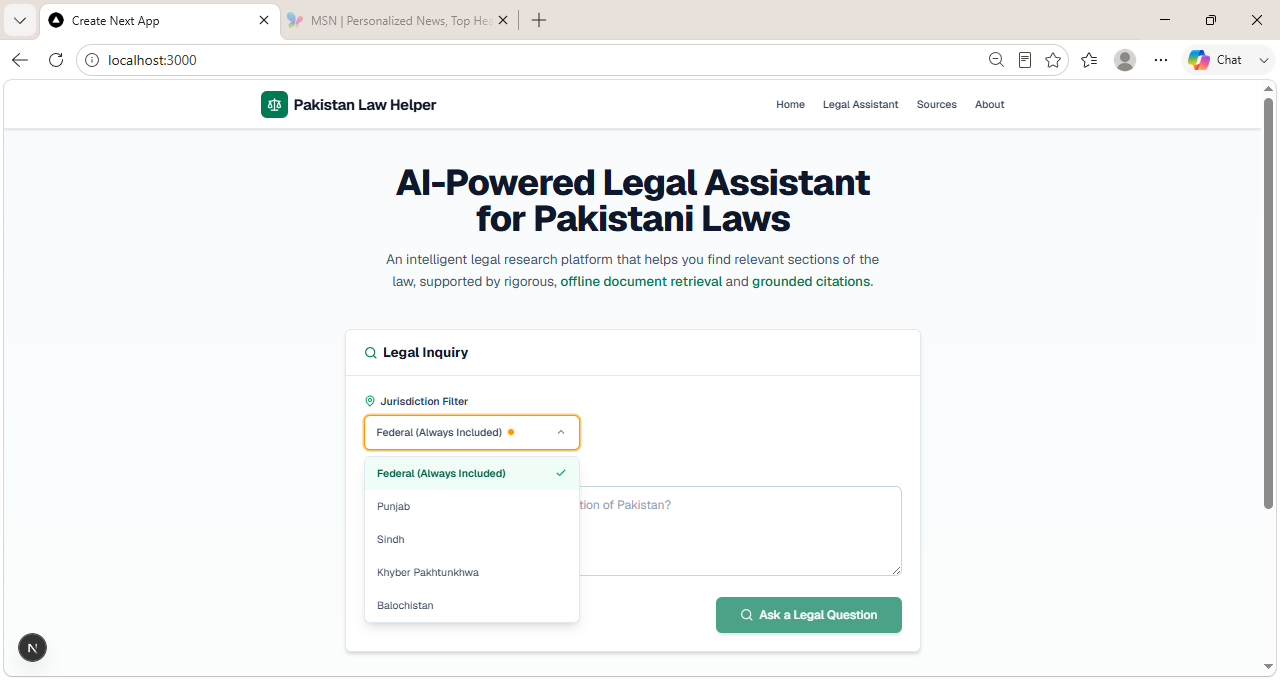 Create Next App
MSN | Personalized News, Top Hea
localhost:3000
Chat
Pakistan Law Helper
Home
Legal Assistant
Sources
About
AI-Powered Legal Assistant
for Pakistani Laws
An intelligent legal research platform that helps you find relevant sections of the
law, supported by rigorous, offline document retrieval and grounded citations.
Legal Inquiry
Jurisdiction Filter
Federal (Always Included)
Federal (Always Included)
Punjab
tion of Pakistan?
Sindh
Khyber Pakhtunkhwa
Balochistan
Ask a Legal Question
N